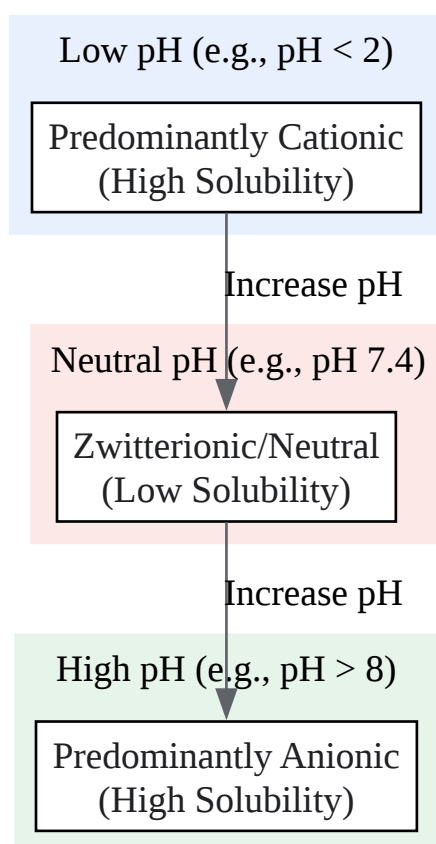 Low pH (e.g., pH < 2)
Predominantly Cationic
(High Solubility)
Increase pH
Neutral pH (e.g., pH 7.4)
Zwitterionic/Neutral
(Low Solubility)
Increase pH
High pH (e.g., pH > 8)
Predominantly Anionic
(High Solubility)